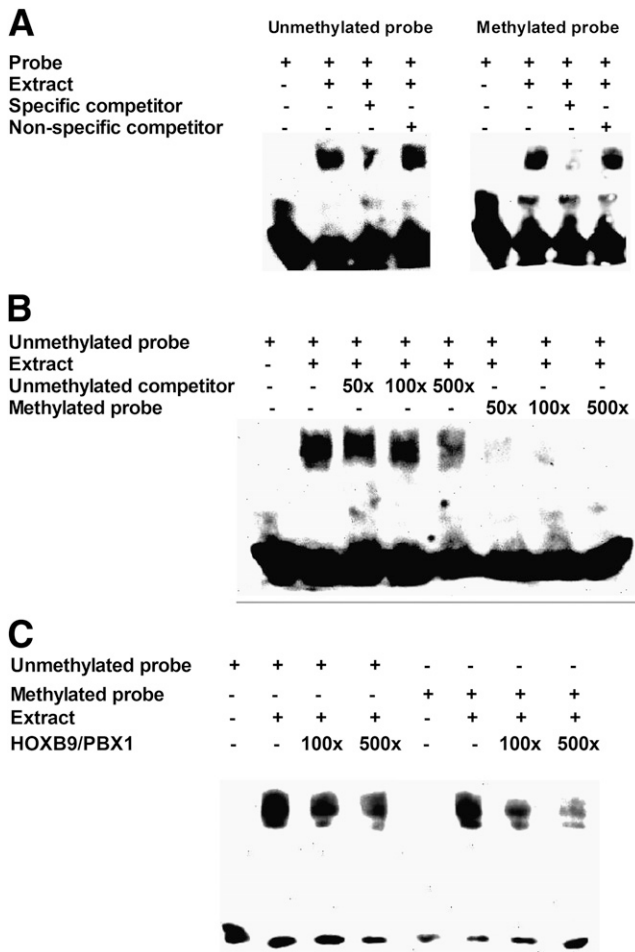 A
Unmethylated probe Methylated probe
Probe + + + + + + + +
Extract - + + + - + + +
Specific competitor - - + - - - + -
Non-specific competitor - - - + - - - +
B
Unmethylated probe + + + + + + + +
Extract - + + + + + + +
Unmethylated competitor - - 50x 100x 500x - - -
Methylated probe - - - - - 50x 100x 500x
C
Unmethylated probe + + + + - - - -
Methylated probe - - - - + + + +
Extract - + + + - + + +
HOXB9/PBX1 - - 100x 500x - - 100x 500x